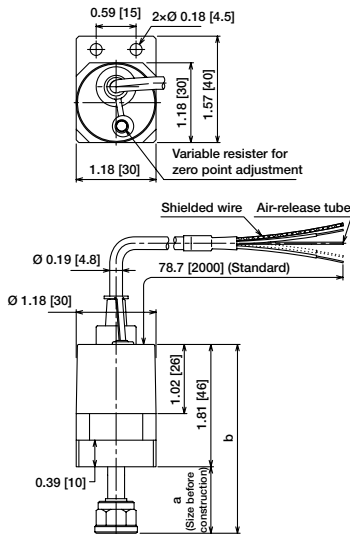 0.59 [15]
2×Ø 0.18 [4.5]
1.18 [30]
1.57 [40]
1.18 [30]
Variable resister for
zero point adjustment
Shielded wire
Air-release tube
Ø 0.19 [4.8]
78.7 [2000] (Standard)
Ø 1.18 [30]
1.02 [26]
1.81 [46]
b
0.39 [10]
a
(Size before
construction)